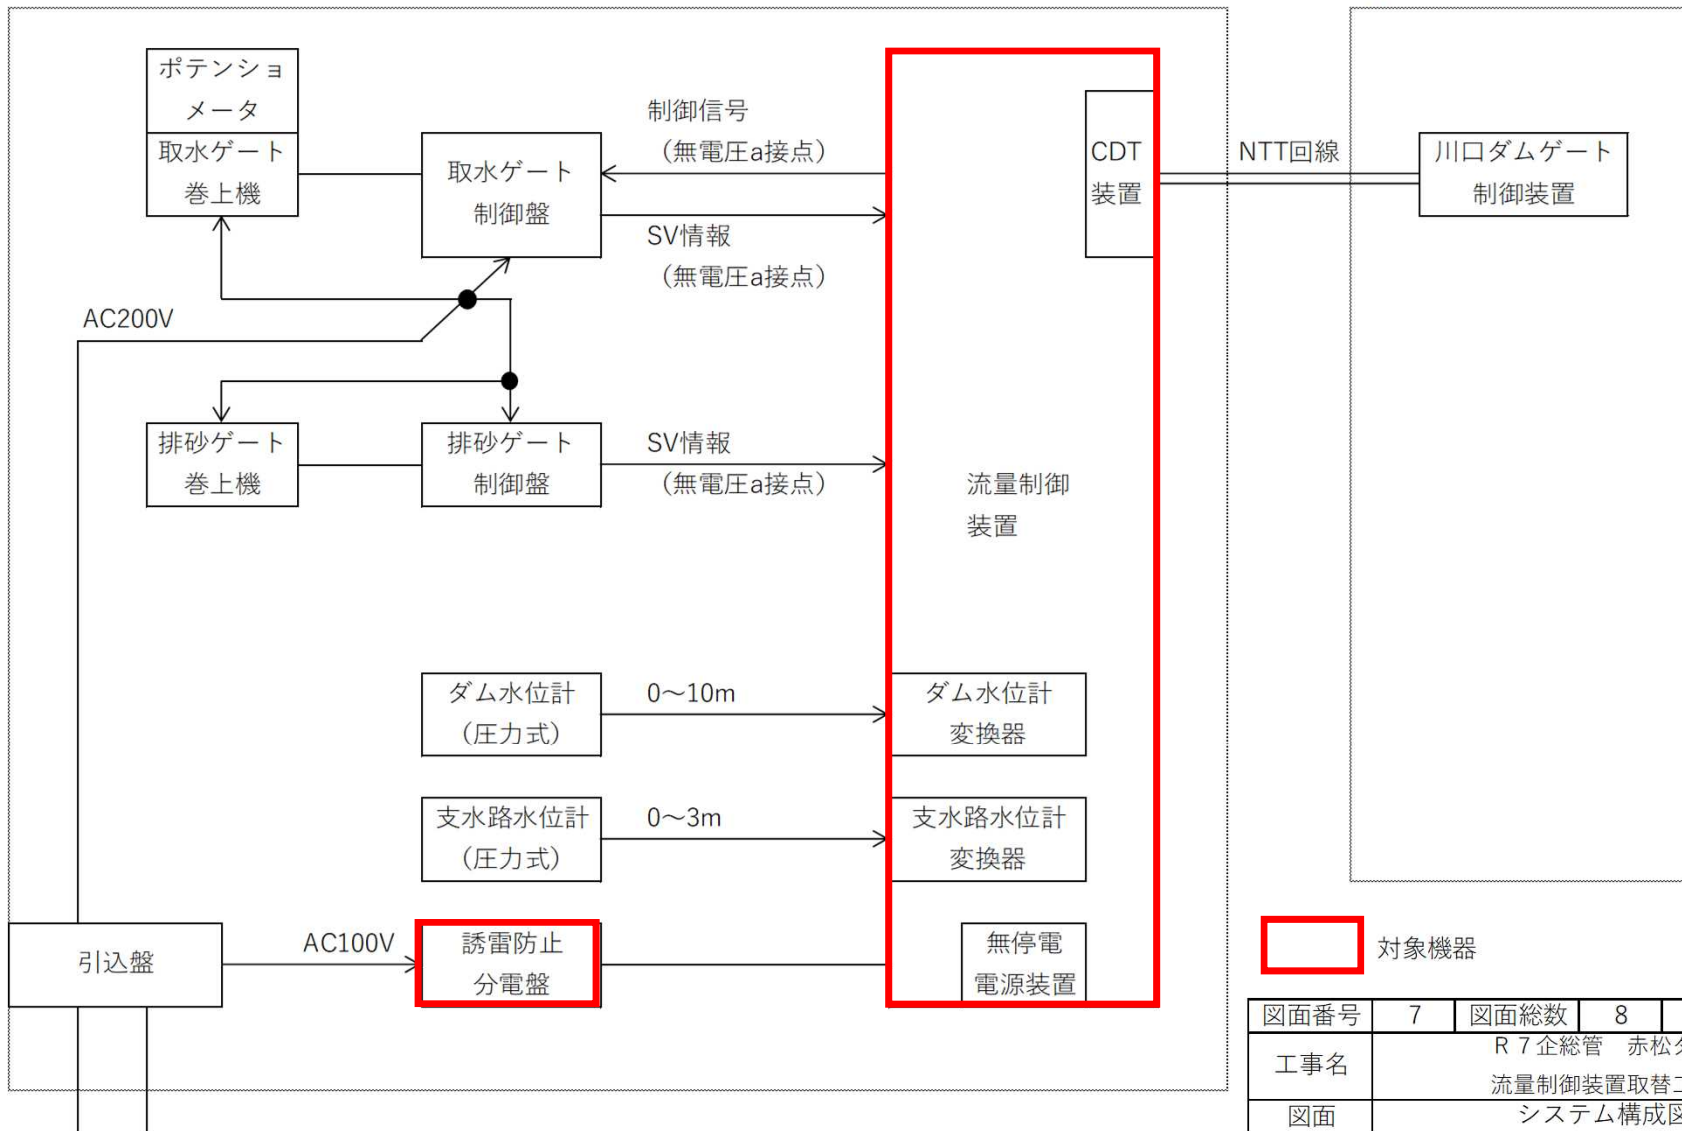 ポテンショ
メータ
取水ゲート
巻上機
取水ゲート
制御盤
制御信号
（無電圧a接点）
SV情報
（無電圧a接点）
CDT
装置
NTT回線
川口ダムゲート
制御装置
AC200V
排砂ゲート
巻上機
排砂ゲート
制御盤
SV情報
（無電圧a接点）
流量制御
装置
ダム水位計
（圧力式）
0～10m
ダム水位計
変換器
支水路水位計
（圧力式）
0～3m
支水路水位計
変換器
引込盤
AC100V
誘雷防止
分電盤
無停電
電源装置
対象機器
図面番号 7 図面総数 8
工事名
Ｒ７企総管　赤松
流量制御装置取替
図面
システム構成図